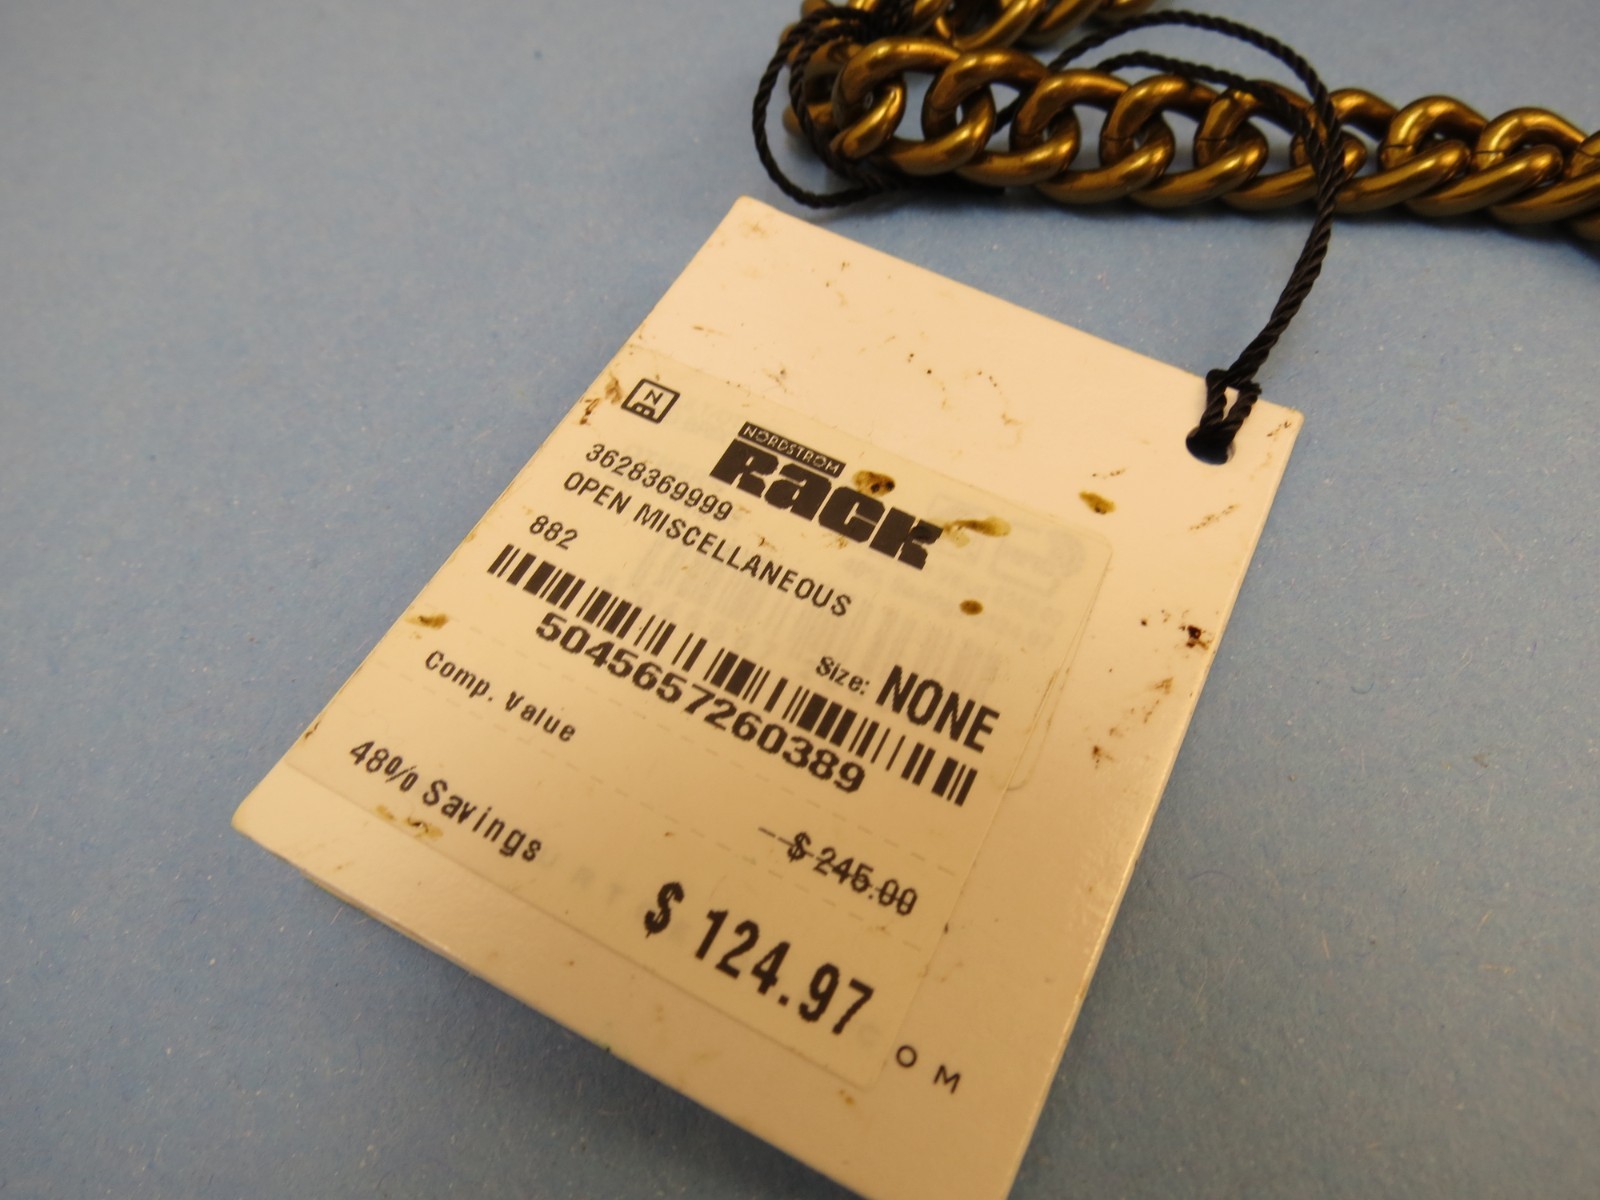 N
NORDSTROM
Rack
3628369999
OPEN MISCELLANEOUS
882
Size: NONE
5045657260389
Comp. Value
$ 245.00
48% Savings
$ 124.97
OM